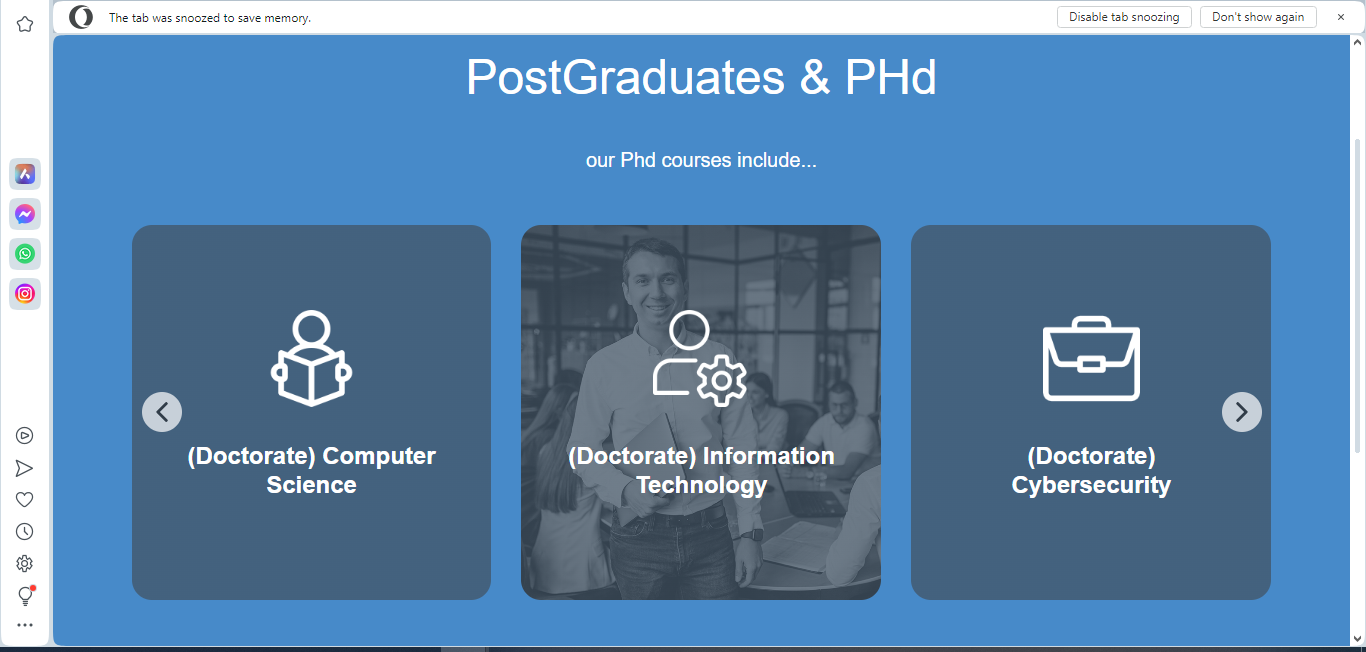 The tab was snoozed to save memory.
Disable tab snoozing
Don't show again
PostGraduates & PHd
our Phd courses include...
(Doctorate) Computer
Science
(Doctorate) Information
Technology
(Doctorate)
Cybersecurity